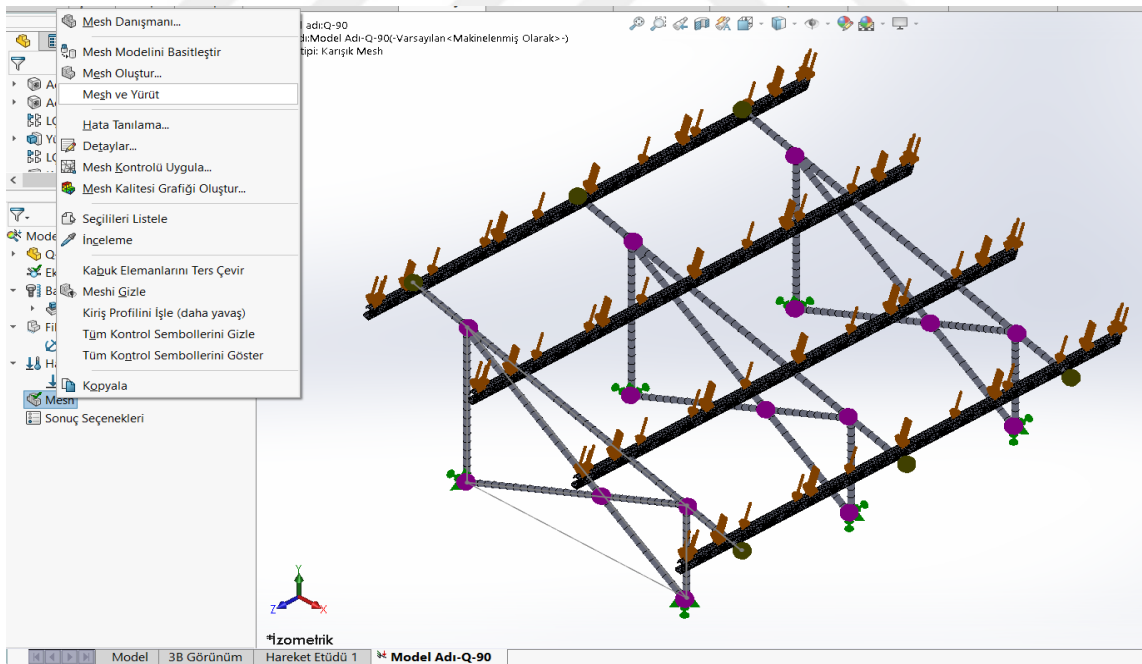 Mesh Danışmanı...
Mesh Modelini Basitleştir
Mesh Oluştur...
Mesh ve Yürüt
Hata Tanılama...
Detaylar...
Mesh Kontrolü Uygula...
Mesh Kalitesi Grafiği Oluştur...
Seçilileri Listele
İnceleme
Kabuk Elemanlarını Ters Çevir
Meshi Gizle
Kiriş Profilini İşle (daha yavaş)
Tüm Kontrol Sembollerini Gizle
Tüm Kontrol Sembollerini Göster
Kopyala
adı:Q-90
Model Adı-Q-90(-Varsayılan<Makinelenmiş Olarak>-)
tipi: Karışık Mesh
Mode
Mesh
Sonuç Seçenekleri
Y
Z
X
*İzometrik
Model
3B Görünüm
Hareket Etüdü 1
Model Adı-Q-90